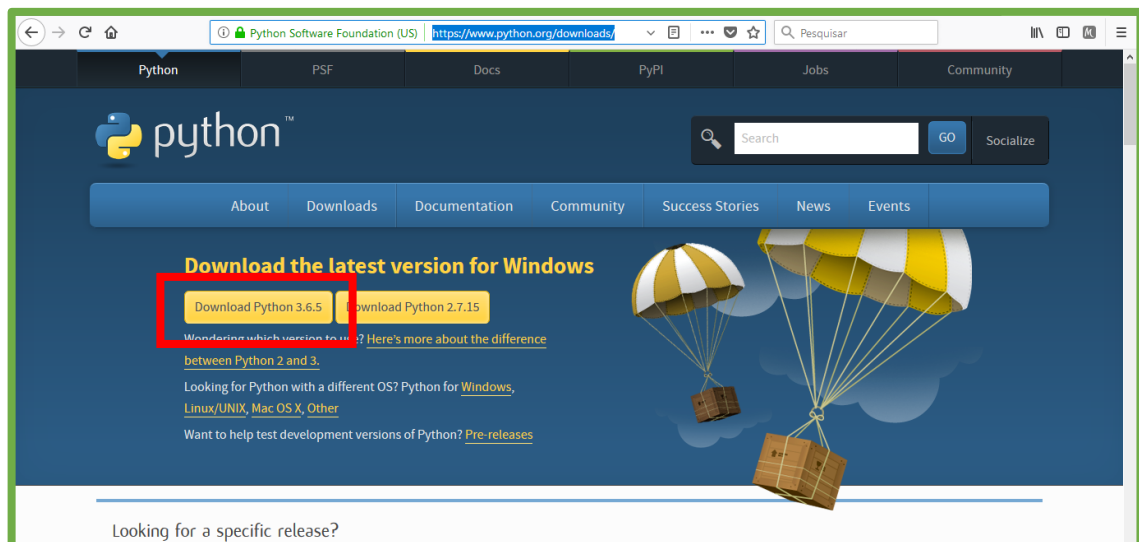 Python Software Foundation (US) https://www.python.org/downloads/ Pesquisar
Python PSF Docs PyPI Jobs Community
python™ Search GO Socialize
About Downloads Documentation Community Success Stories News Events
Download the latest version for Windows
Download Python 3.6.5 Download Python 2.7.15
Wondering which version to use? Here's more about the difference
between Python 2 and 3.
Looking for Python with a different OS? Python for Windows,
Linux/UNIX, Mac OS X, Other
Want to help test development versions of Python? Pre-releases
Looking for a specific release?